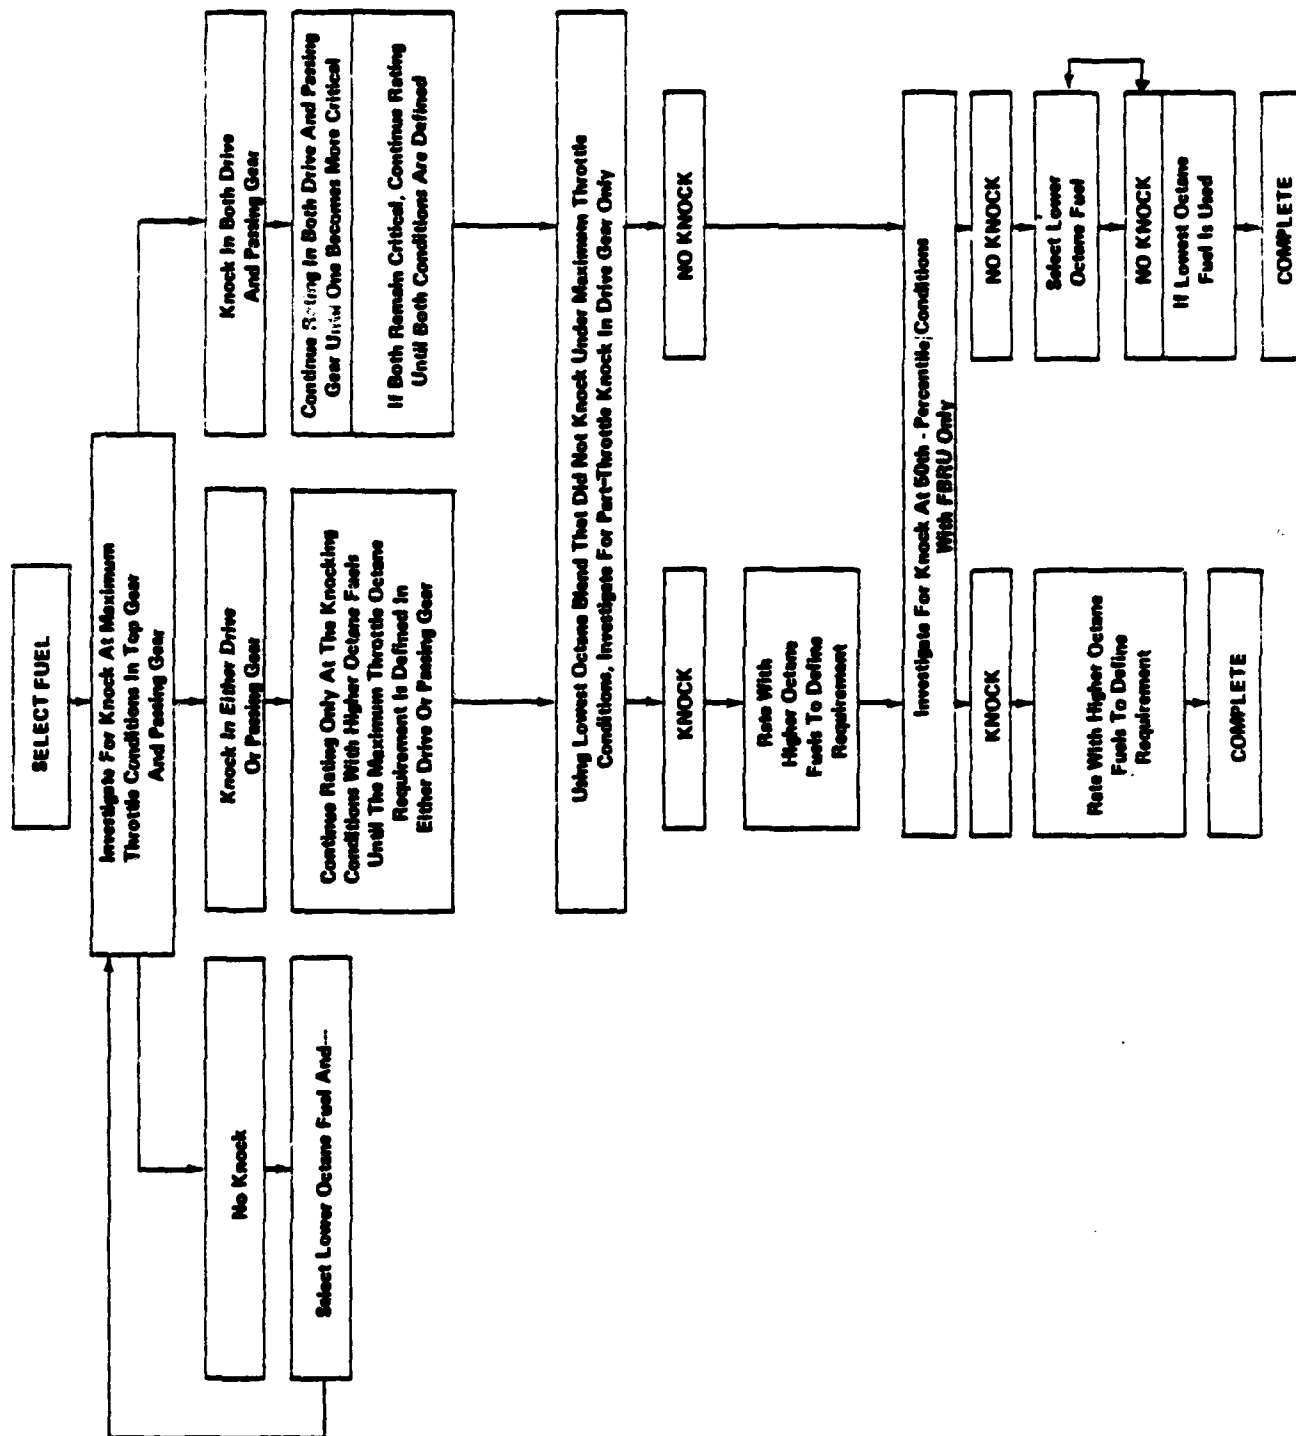 SELECT FUEL
Investigate For Knock At Maximum
Throttle Conditions In Top Gear
And Passing Gear
No Knock
Select Lower Octane Fuel And---
Knock In Either Drive
Or Passing Gear
Continue Rating Only At The Knocking
Conditions With Higher Octane Fuels
Until The Maximum Throttle Octane
Requirement Is Defined In
Either Drive Or Passing Gear
Knock In Both Drive
And Passing Gear
Continue Rating In Both Drive And Passing
Gear Until One Becomes More Critical
If Both Remain Critical, Continue Rating
Until Both Conditions Are Defined
Using Lowest Octane Blend That Did Not Knock Under Maximum Throttle
Conditions, Investigate For Part-Throttle Knock In Drive Gear Only
KNOCK
Rate With
Higher Octane
Fuels To Define
Requirement
NO KNOCK
Investigate For Knock At 50th - Percentile Conditions
With FBRU Only
KNOCK
Rate With Higher Octane
Fuels To Define
Requirement
COMPLETE
NO KNOCK
Select Lower
Octane Fuel
NO KNOCK
If Lowest Octane
Fuel Is Used
COMPLETE